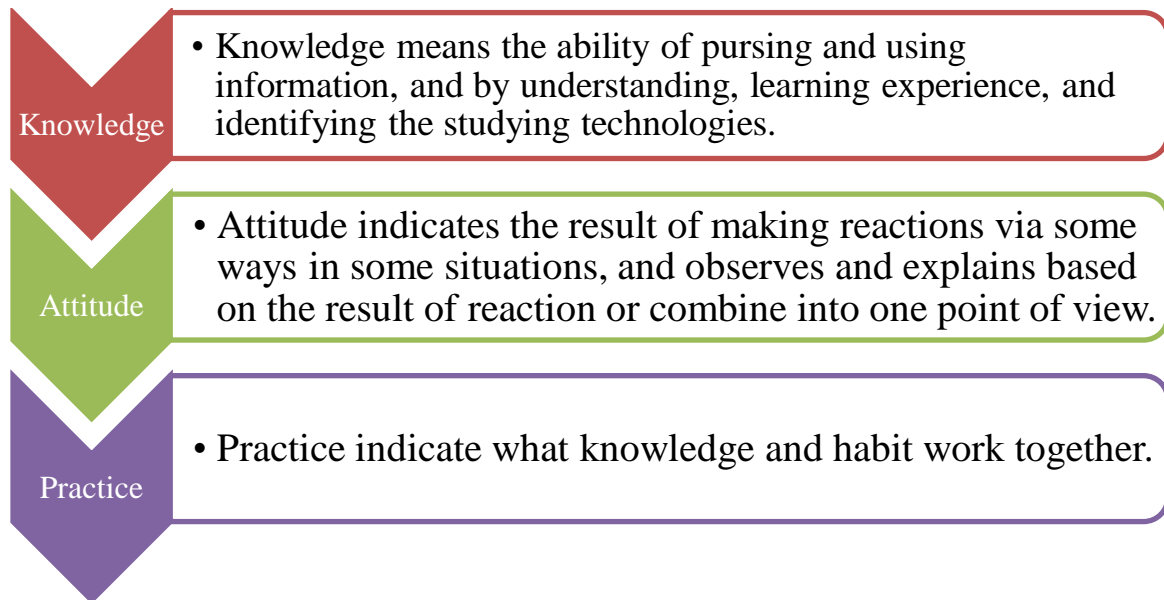 Knowledge
• Knowledge means the ability of pursing and using
information, and by understanding, learning experience, and
identifying the studying technologies.
Attitude
• Attitude indicates the result of making reactions via some
ways in some situations, and observes and explains based
on the result of reaction or combine into one point of view.
Practice
• Practice indicate what knowledge and habit work together.